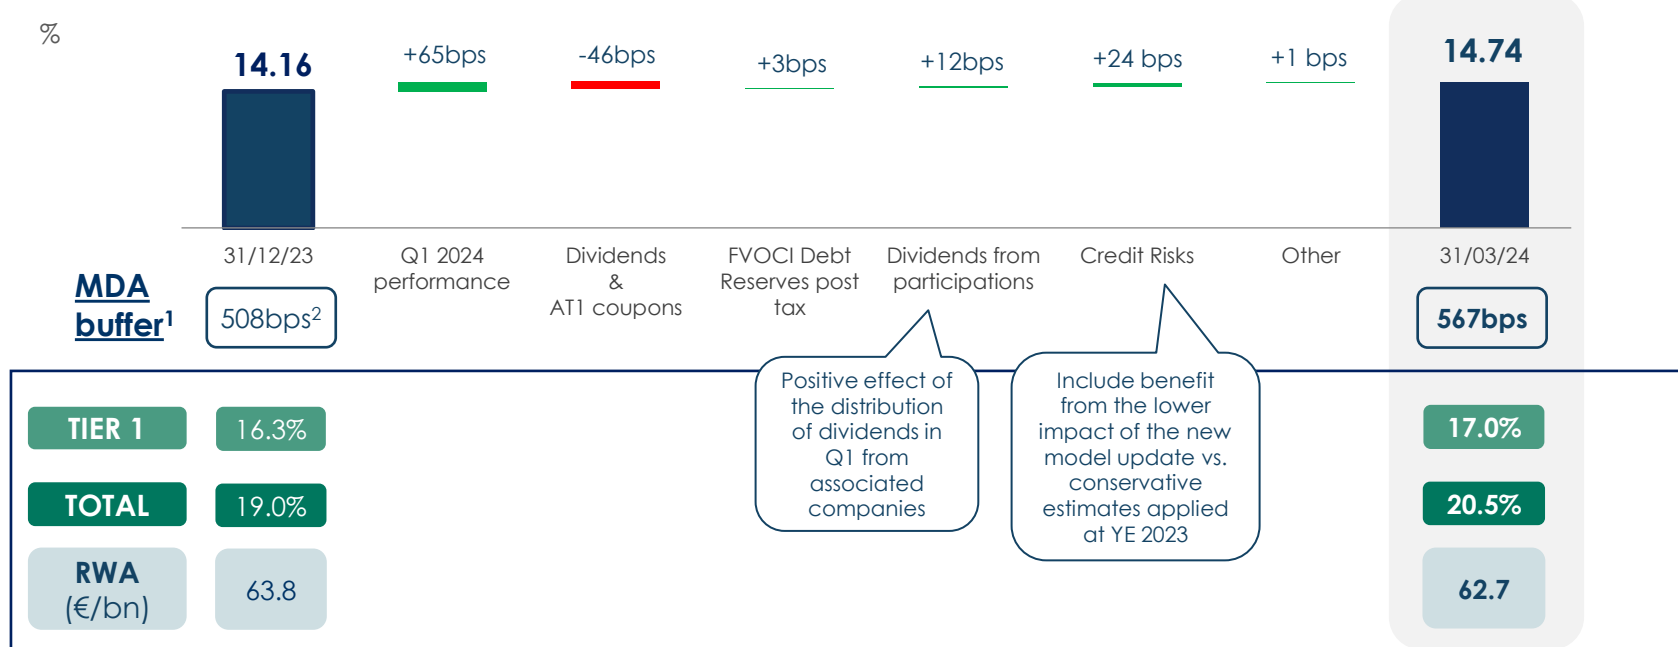 %
14.16
+65bps
-46bps
+3bps
+12bps
+24 bps
+1 bps
14.74
31/12/23
Q1 2024
performance
Dividends
&
AT1 coupons
FVOCI Debt
Reserves post
tax
Dividends from
participations
Credit Risks
Other
31/03/24
MDA
buffer1
508bps2
567bps
Positive effect of
the distribution
of dividends in
Q1 from
associated
companies
Include benefit
from the lower
impact of the new
model update vs.
conservative
estimates applied
at YE 2023
TIER 1
16.3%
17.0%
TOTAL
19.0%
20.5%
RWA
(€/bn)
63.8
62.7